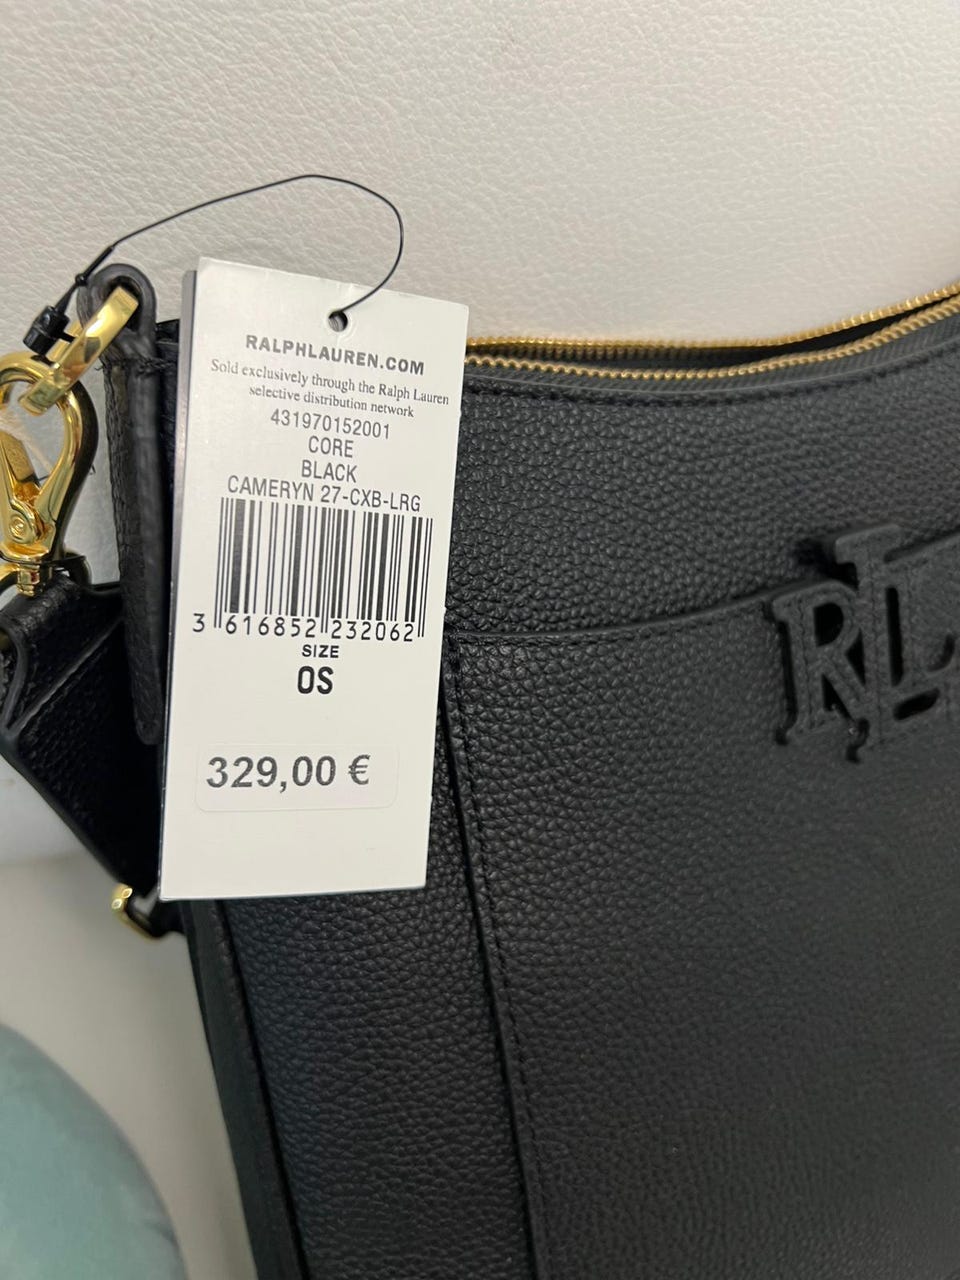 RALPHLAUREN.COM
Sold exclusively through the Ralph Lauren
selective distribution network
431970152001
CORE
BLACK
CAMERYN 27-CXB-LRG
3 616852 232062
SIZE
OS
329,00 €
RL